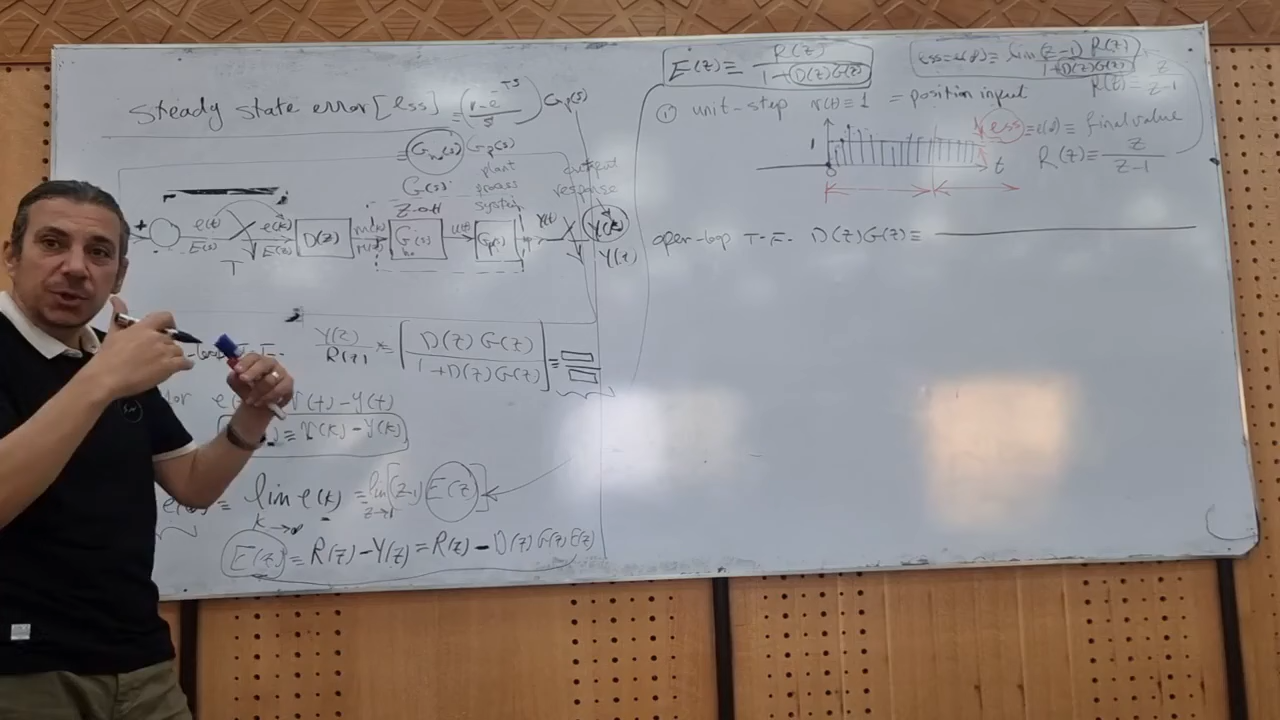 Steady state error [ess] = (1-e^-TS / s) Gp(s)
= Gh(s) Gp(s)
G(s)
plant
process
system
output
response
Z-oH
+
e(t)
E(s)
T
e(k)
E(z)
D(z)
m(k)
u(t)
Gp(s)
y(t)
Y(k)
Y(z)
T.F. Y(z)/R(z) = [D(z)G(z) / 1+D(z)G(z)] =
r(t) - y(t)
= r(k) - y(k)
= lim e(k) = lim [(z-1) E(z)]
k→∞ z→1
E(z) = R(z) - Y(z) = R(z) - D(z)G(z)E(z)
E(z) = R(z) / 1+D(z)G(z)
ess = e(∞) = lim (z-1) R(z) / 1+D(z)G(z)
R(z) = z / z-1
① unit-step r(t) = 1 = position input
1
0
t
ess = e(∞) = final value
R(z) = z / z-1
open-loop T.F. D(z)G(z) =